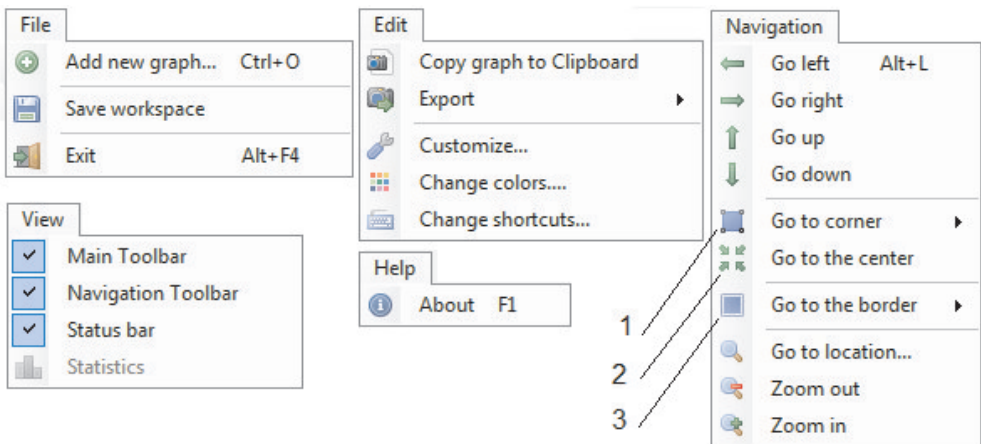 File
Add new graph... Ctrl+O
Save workspace
Exit Alt+F4
View
Main Toolbar
Navigation Toolbar
Status bar
Statistics
Edit
Copy graph to Clipboard
Export
Customize...
Change colors....
Change shortcuts...
Help
About F1
Navigation
Go left Alt+L
Go right
Go up
Go down
Go to corner
Go to the center
Go to the border
Go to location...
Zoom out
Zoom in
1
2
3